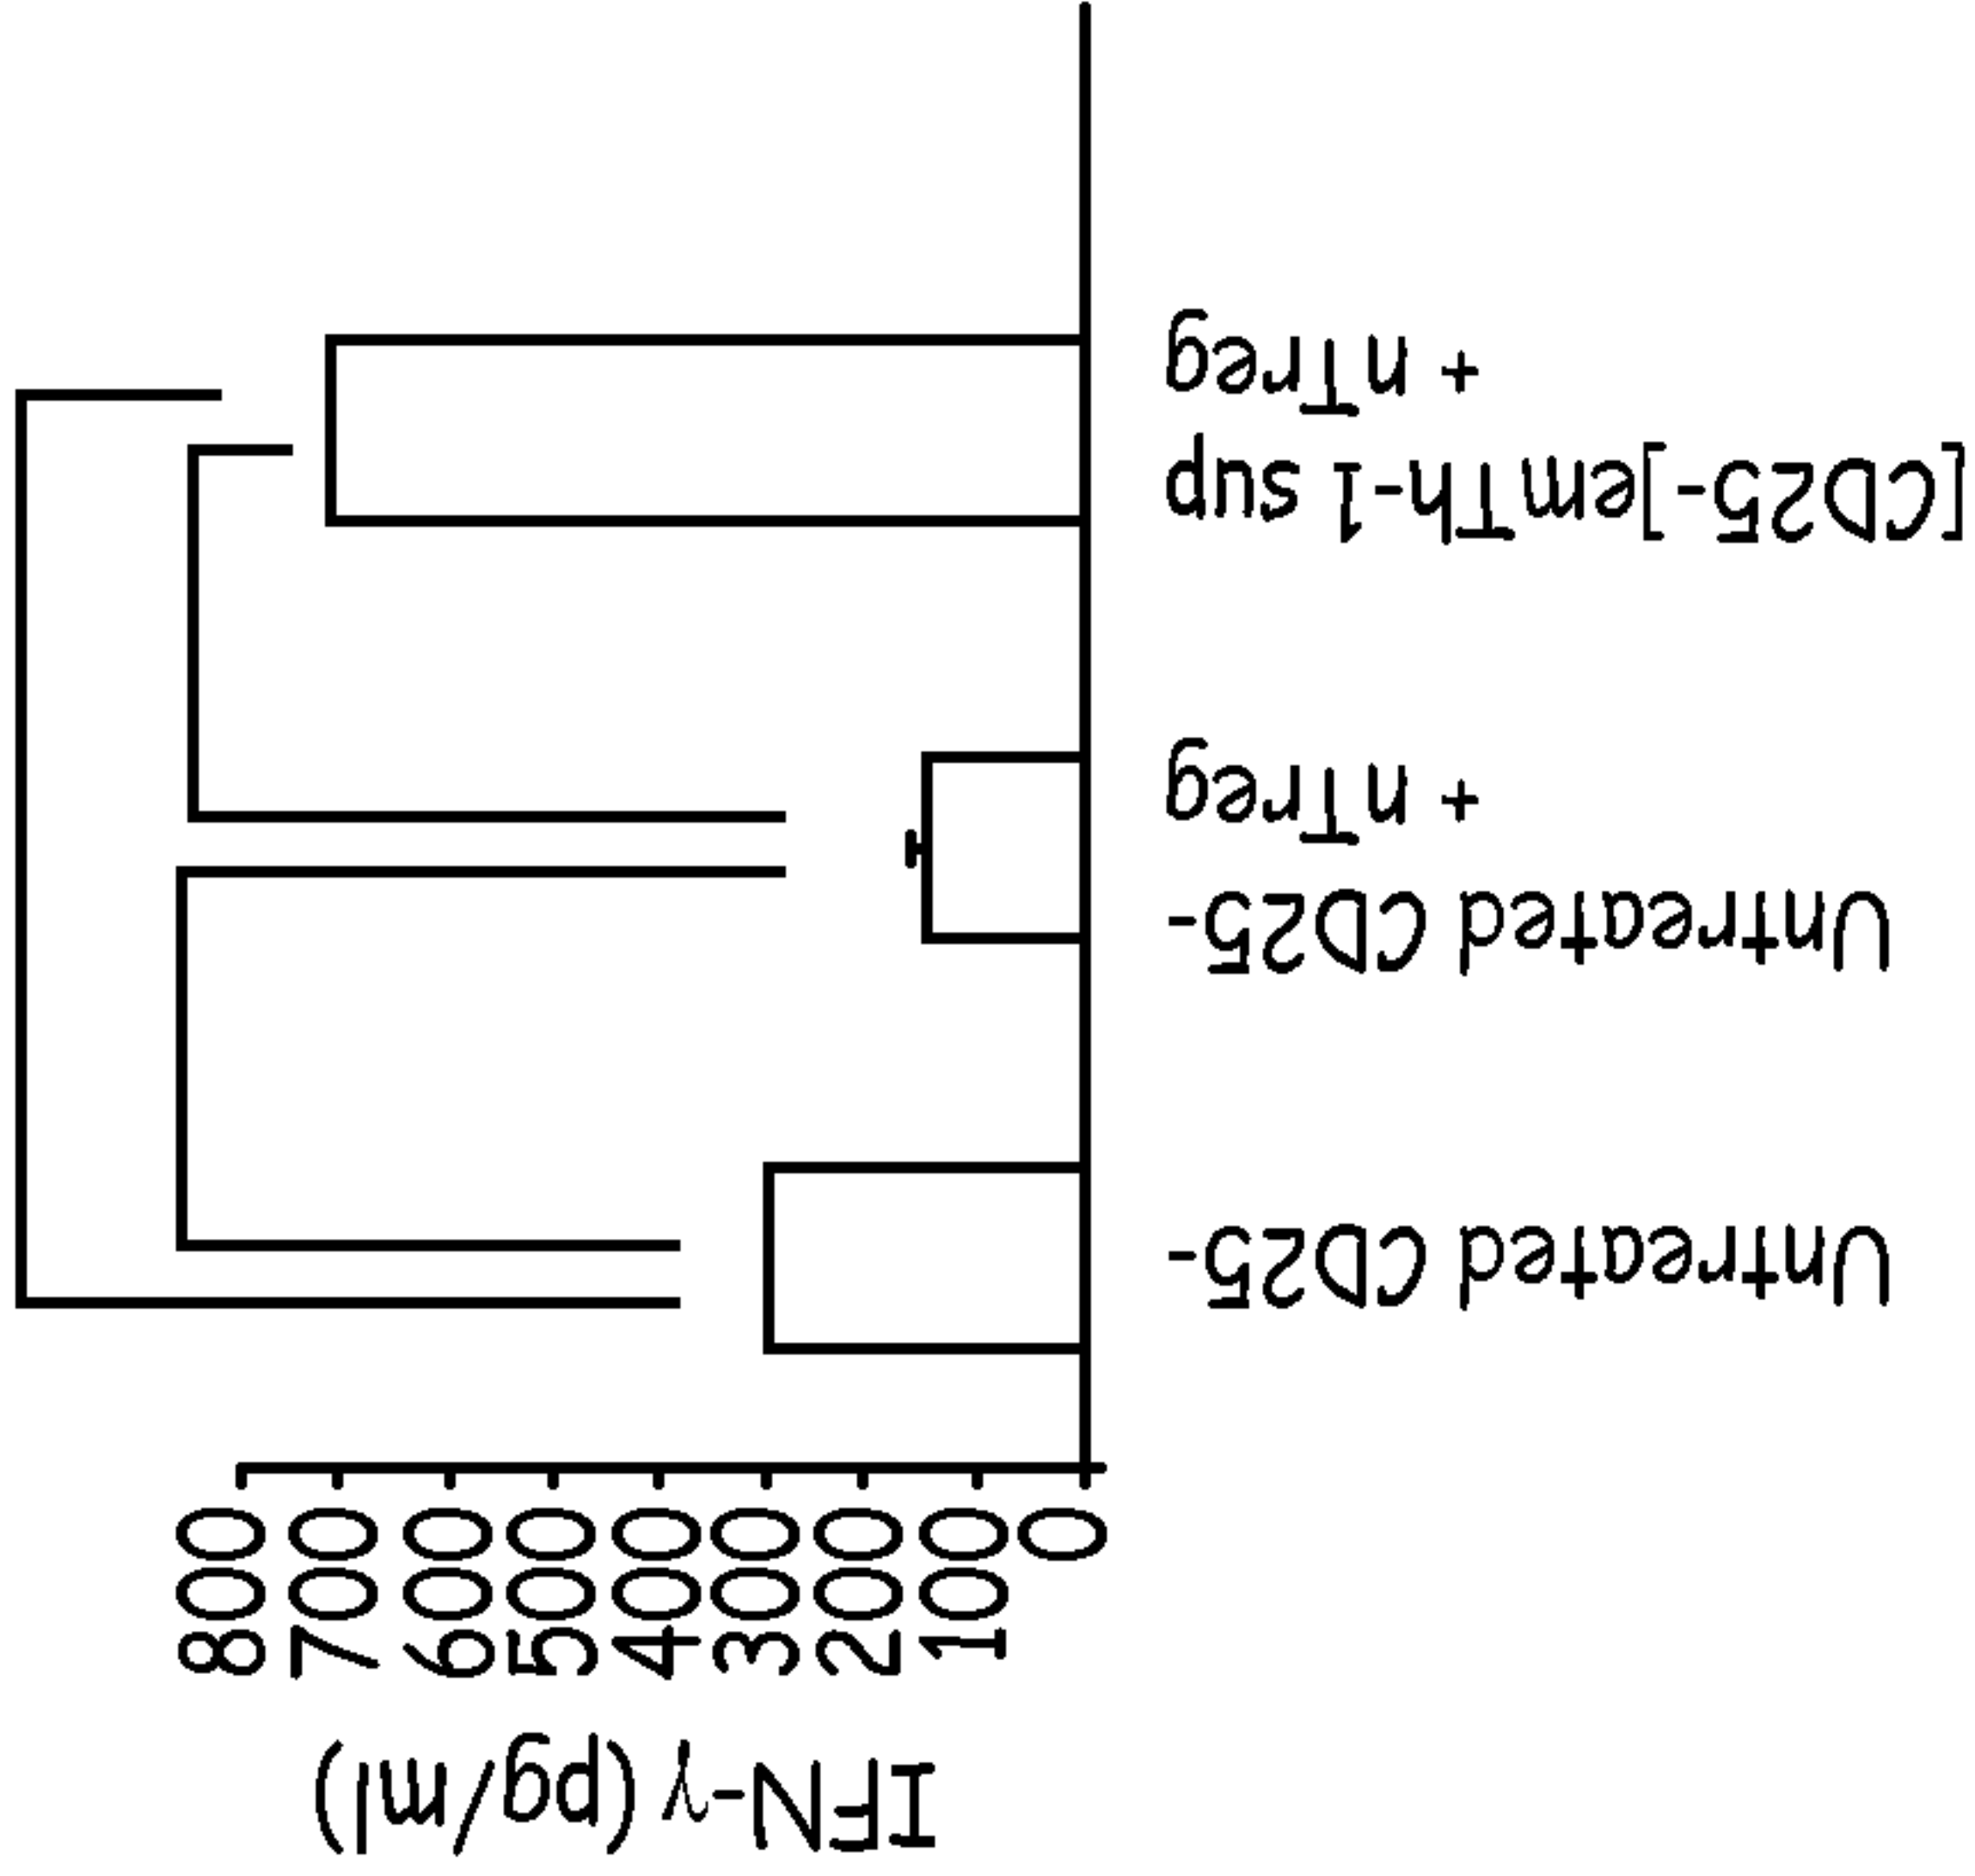 IFN-γ (pg/ml)
0
100
200
300
400
500
600
700
800
Untreated CD25-
Untreated CD25-
+ nTreg
[CD25-]emTh-1 sup
+ nTreg